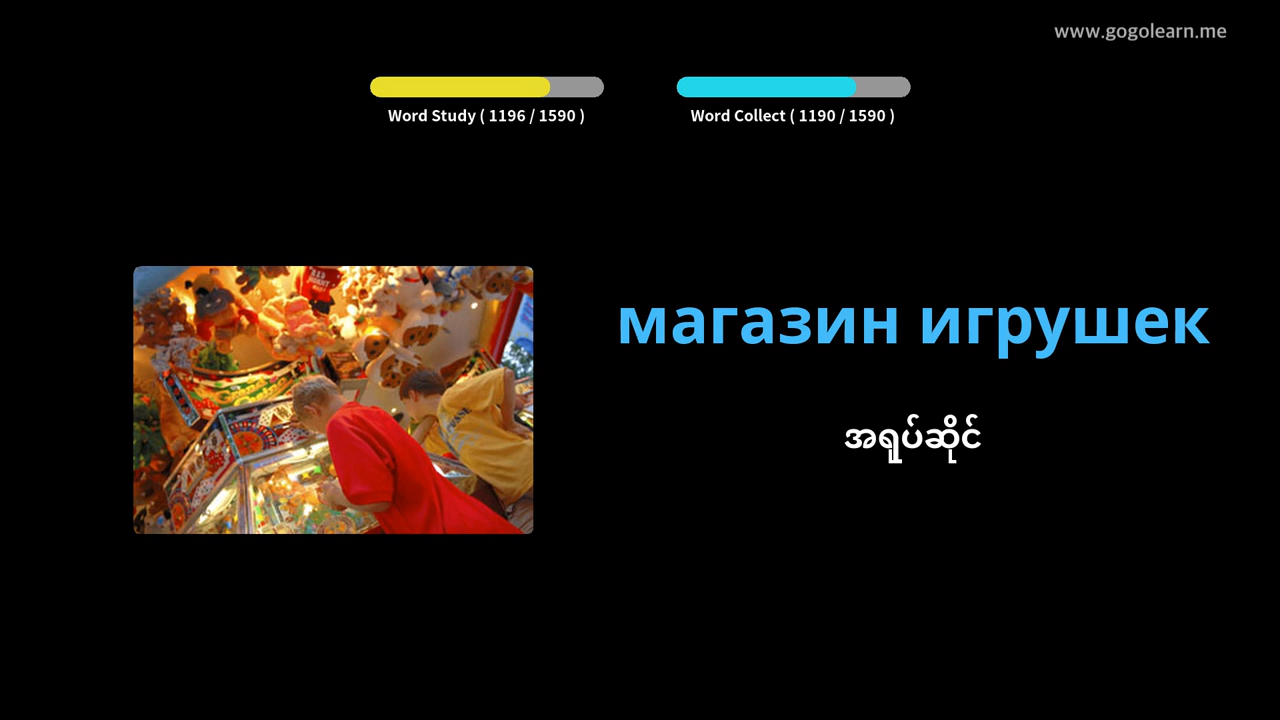 www.gogolearn.me
Word Study ( 1196 / 1590 )
Word Collect ( 1190 / 1590 )
магазин игрушек
အရုပ်ဆိုင်